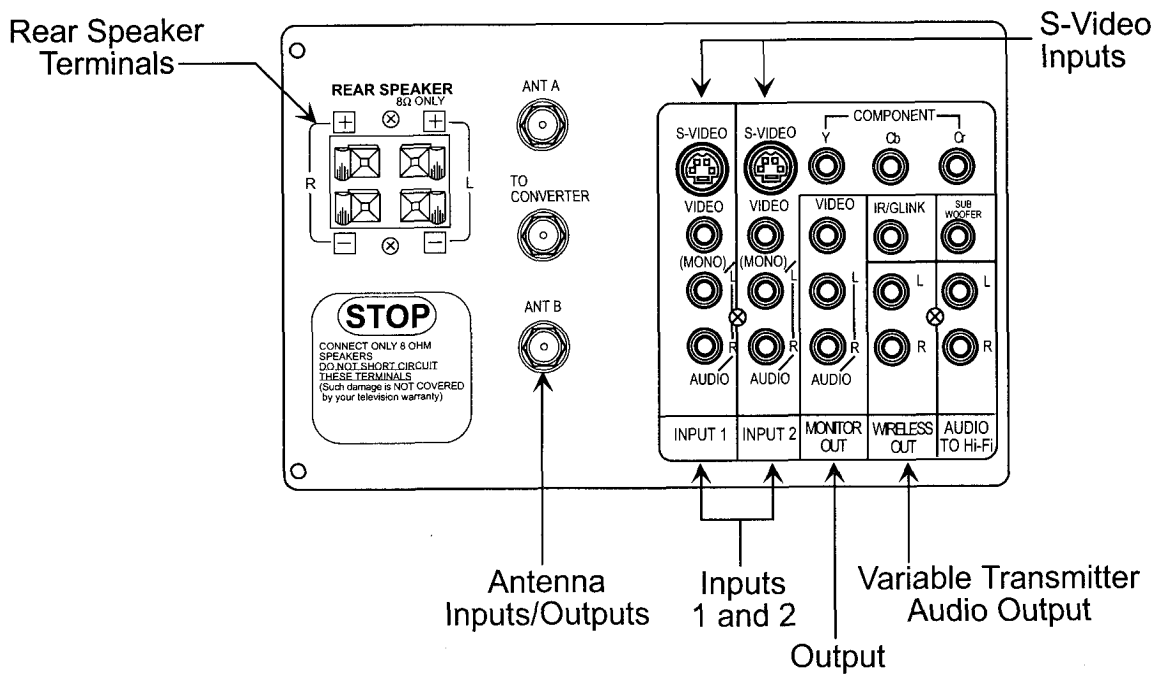 Rear Speaker
Terminals
S-Video
Inputs
REAR SPEAKER
8Ω ONLY
+
+
R
L
−
−
STOP
CONNECT ONLY 8 OHM
SPEAKERS
DO NOT SHORT CIRCUIT
THESE TERMINALS
(Such damage is NOT COVERED
by your television warranty)
ANT A
TO
CONVERTER
ANT B
COMPONENT
S-VIDEO
S-VIDEO
Y
Cb
Cr
VIDEO
VIDEO
VIDEO
IR/GLINK
SUB
WOOFER
(MONO)
L
(MONO)
L
L
L
L
R
R
R
R
R
AUDIO
AUDIO
AUDIO
INPUT 1
INPUT 2
MONITOR
OUT
WIRELESS
OUT
AUDIO
TO Hi-Fi
Antenna
Inputs/Outputs
Inputs
1 and 2
Output
Variable Transmitter
Audio Output